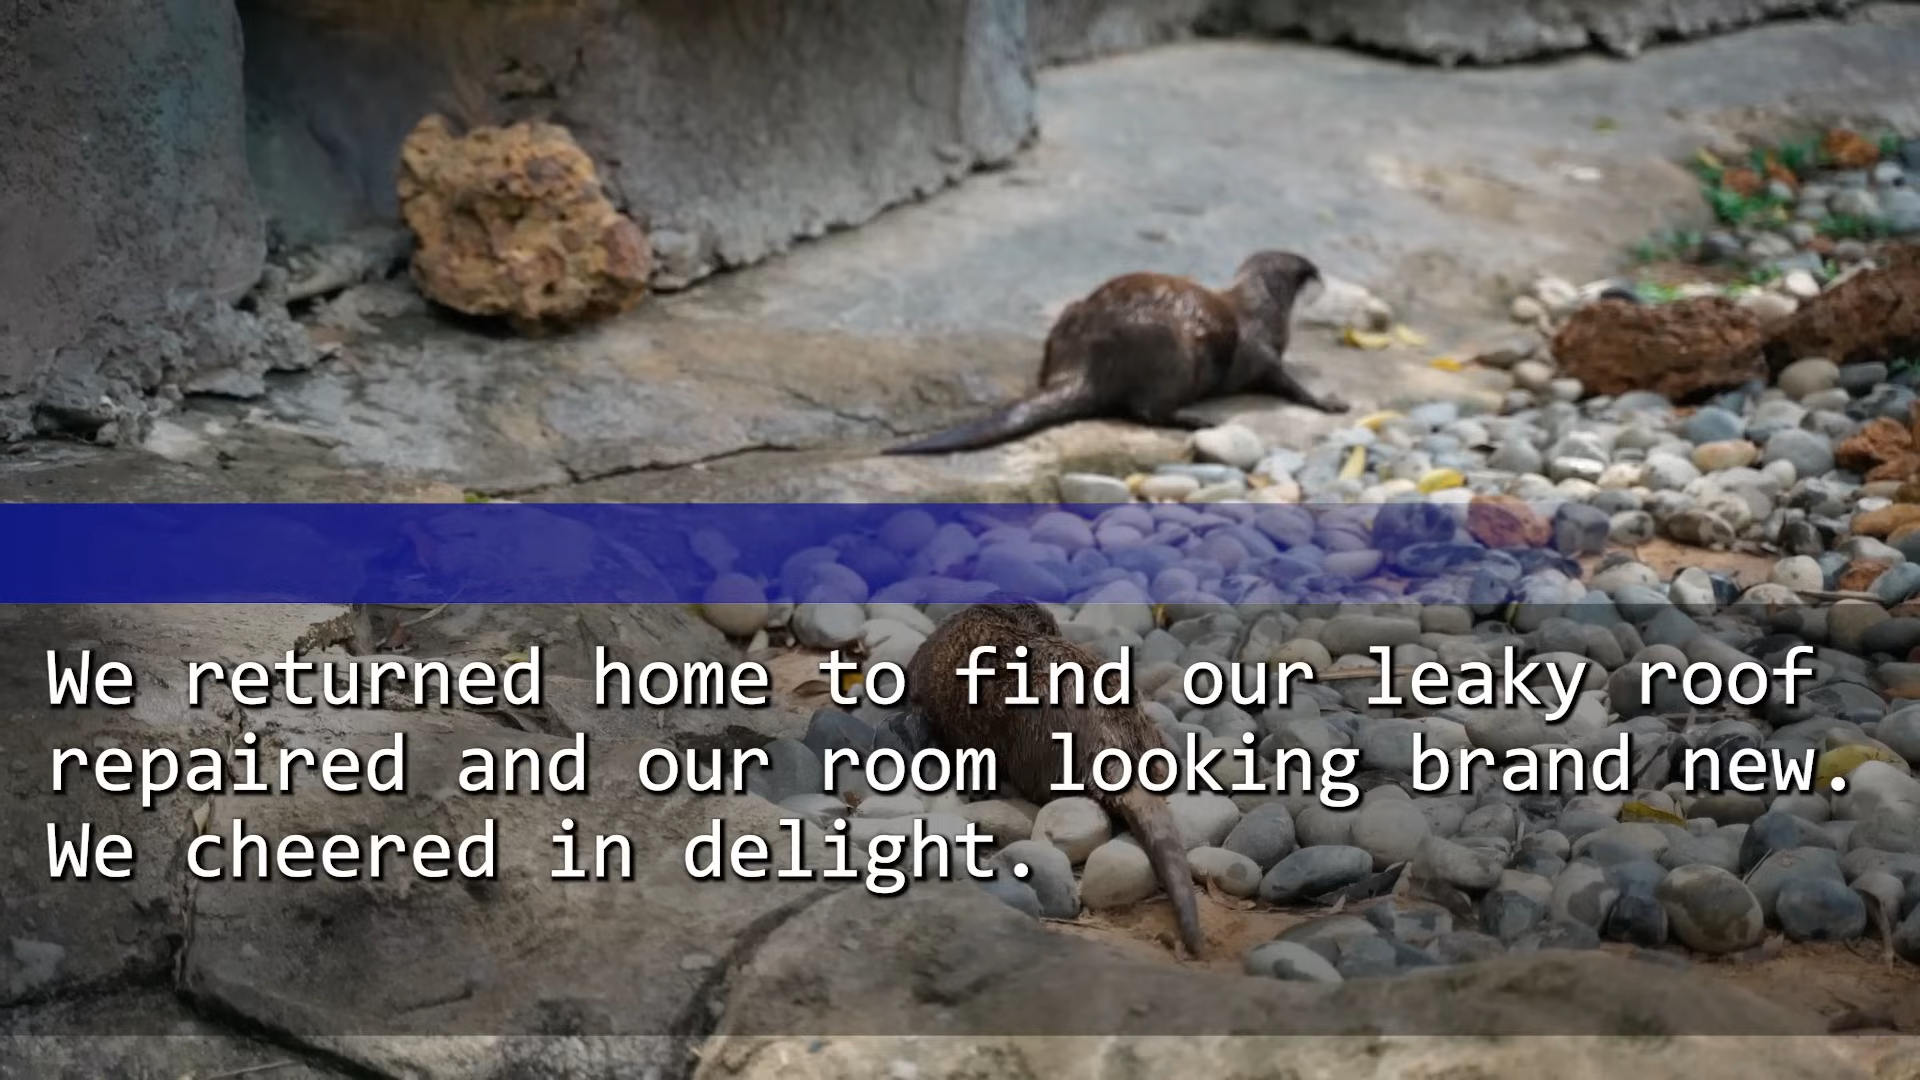 We returned home to find our leaky roof
repaired and our room looking brand new.
We cheered in delight.